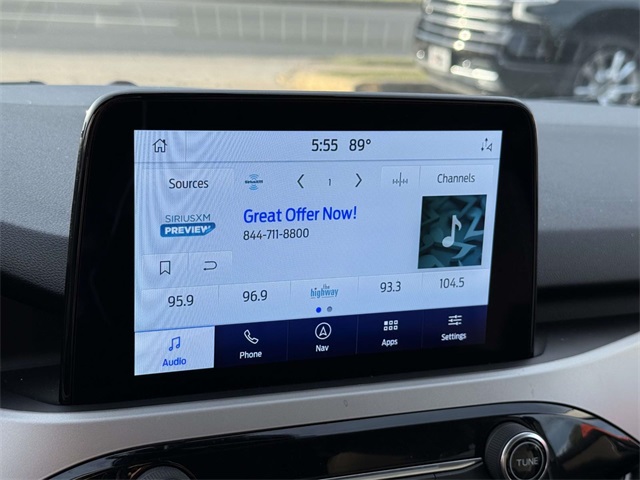 5:55 89°
Sources
siriusxm
1
Channels
SIRIUSXM
PREVIEW
Great Offer Now!
844-711-8800
95.9
96.9
the highway
93.3
104.5
Audio
Phone
Nav
Apps
Settings
TUNE